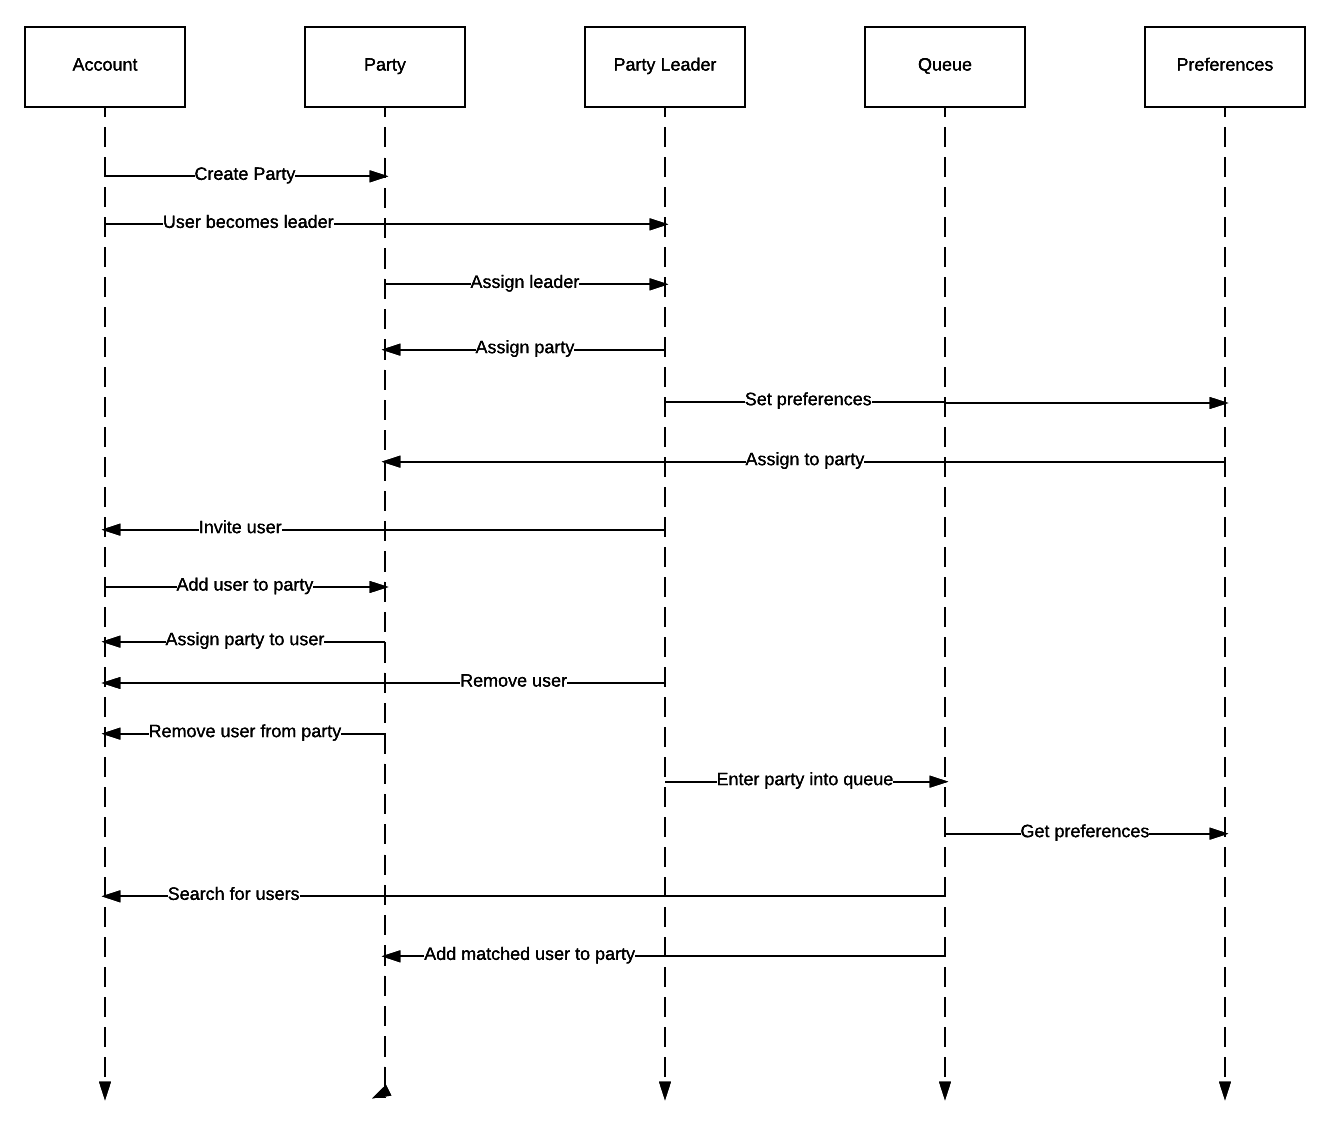 Account
Party
Party Leader
Queue
Preferences
Create Party
User becomes leader
Assign leader
Assign party
Set preferences
Assign to party
Invite user
Add user to party
Assign party to user
Remove user
Remove user from party
Enter party into queue
Get preferences
Search for users
Add matched user to party